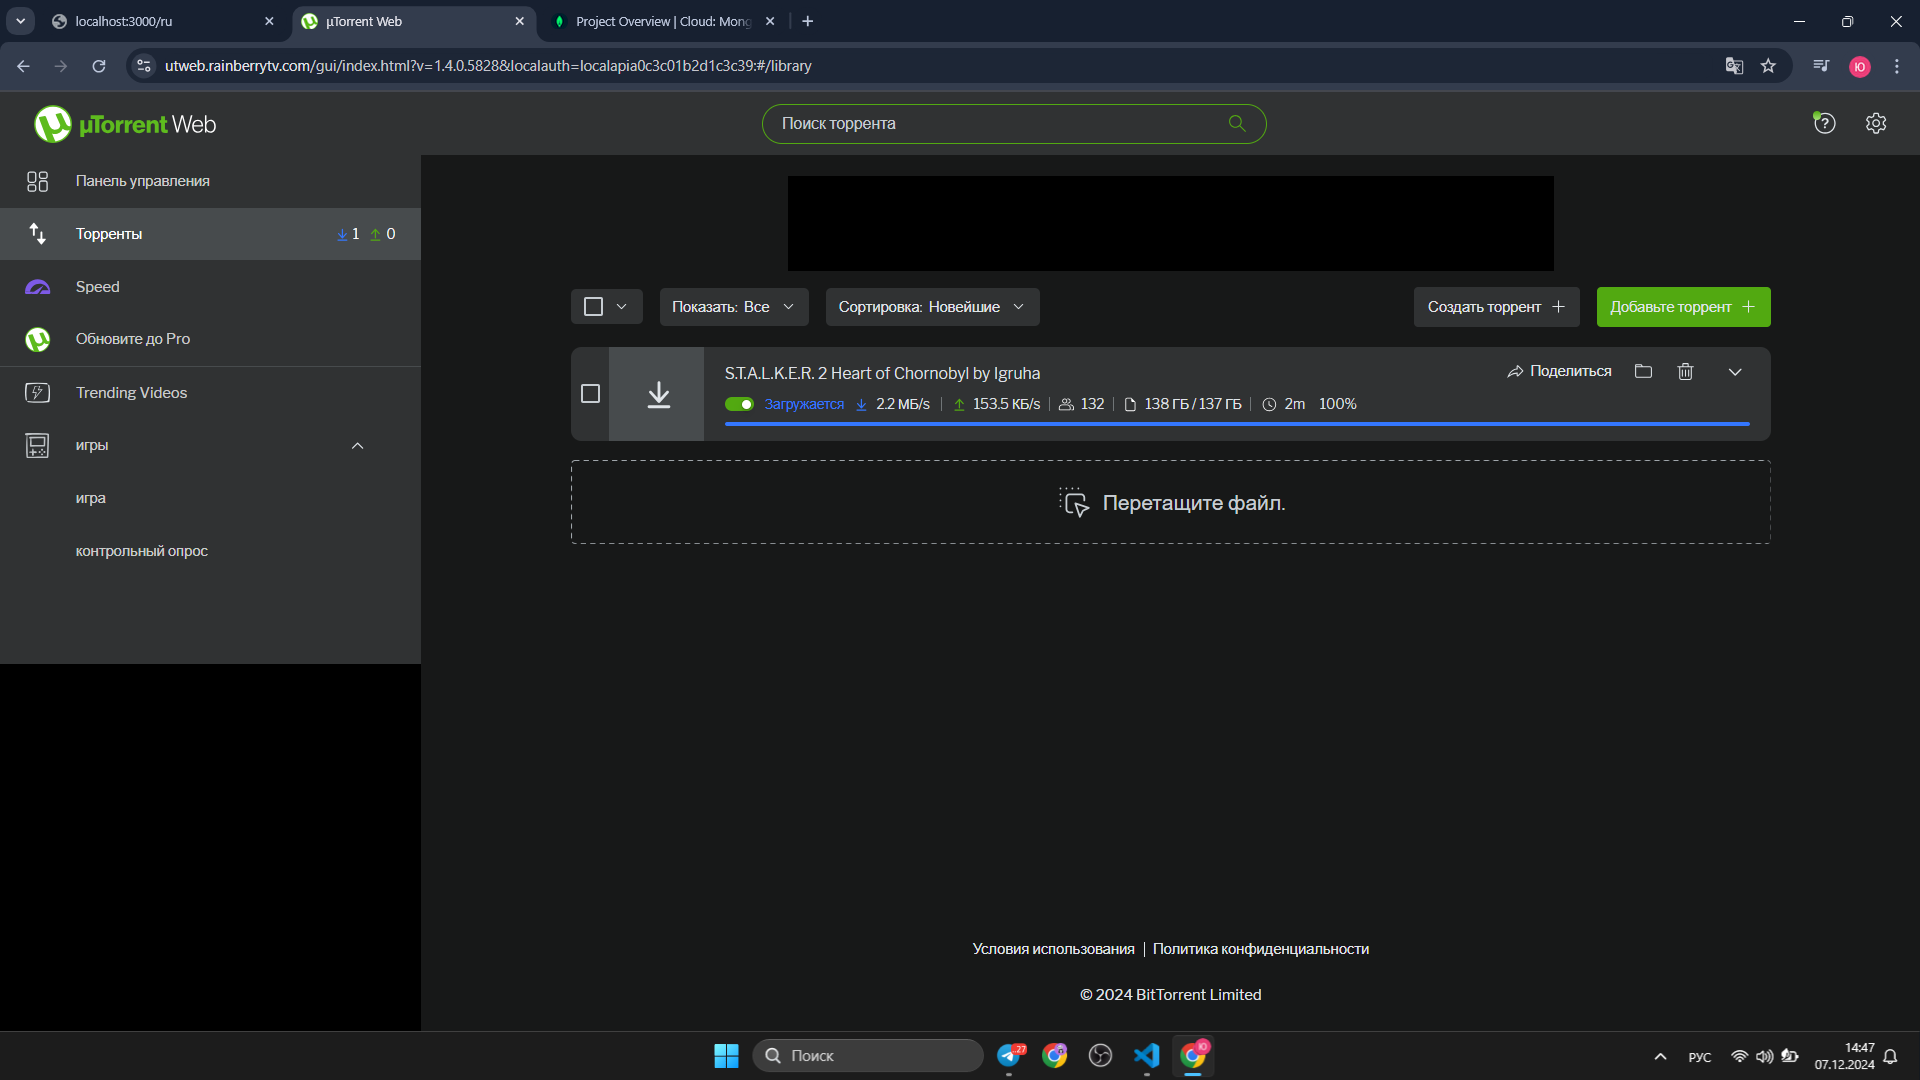 localhost:3000/ru
µTorrent Web
Project Overview | Cloud: Mong
utweb.rainberrytv.com/gui/index.html?v=1.4.0.5828&localauth=localapia0c3c01b2d1c3c39:#/library
Ю
µTorrent Web
Поиск торрента
Панель управления
Торренты 1 0
Speed
Обновите до Pro
Trending Videos
игры
игра
контрольный опрос
Показать: Все
Сортировка: Новейшие
Создать торрент
Добавьте торрент
S.T.A.L.K.E.R. 2 Heart of Chornobyl by Igruha
Поделиться
Загружается 2.2 МБ/s | 153.5 КБ/s | 132 | 138 ГБ / 137 ГБ | 2m 100%
Перетащите файл.
Условия использования | Политика конфиденциальности
© 2024 BitTorrent Limited
Поиск
27
Ю
РУС
14:47
07.12.2024